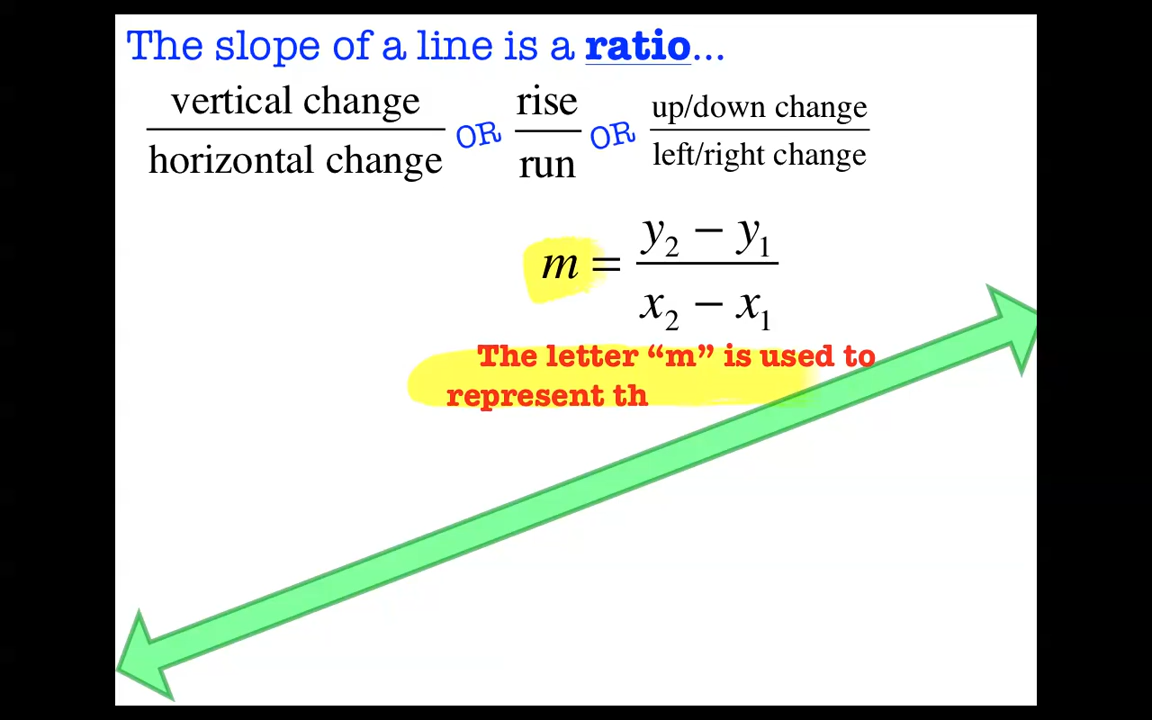 The slope of a line is a ratio...
vertical change / horizontal change OR rise / run OR up/down change / left/right change
m = y₂ − y₁ / x₂ − x₁
The letter “m” is used to
represent th